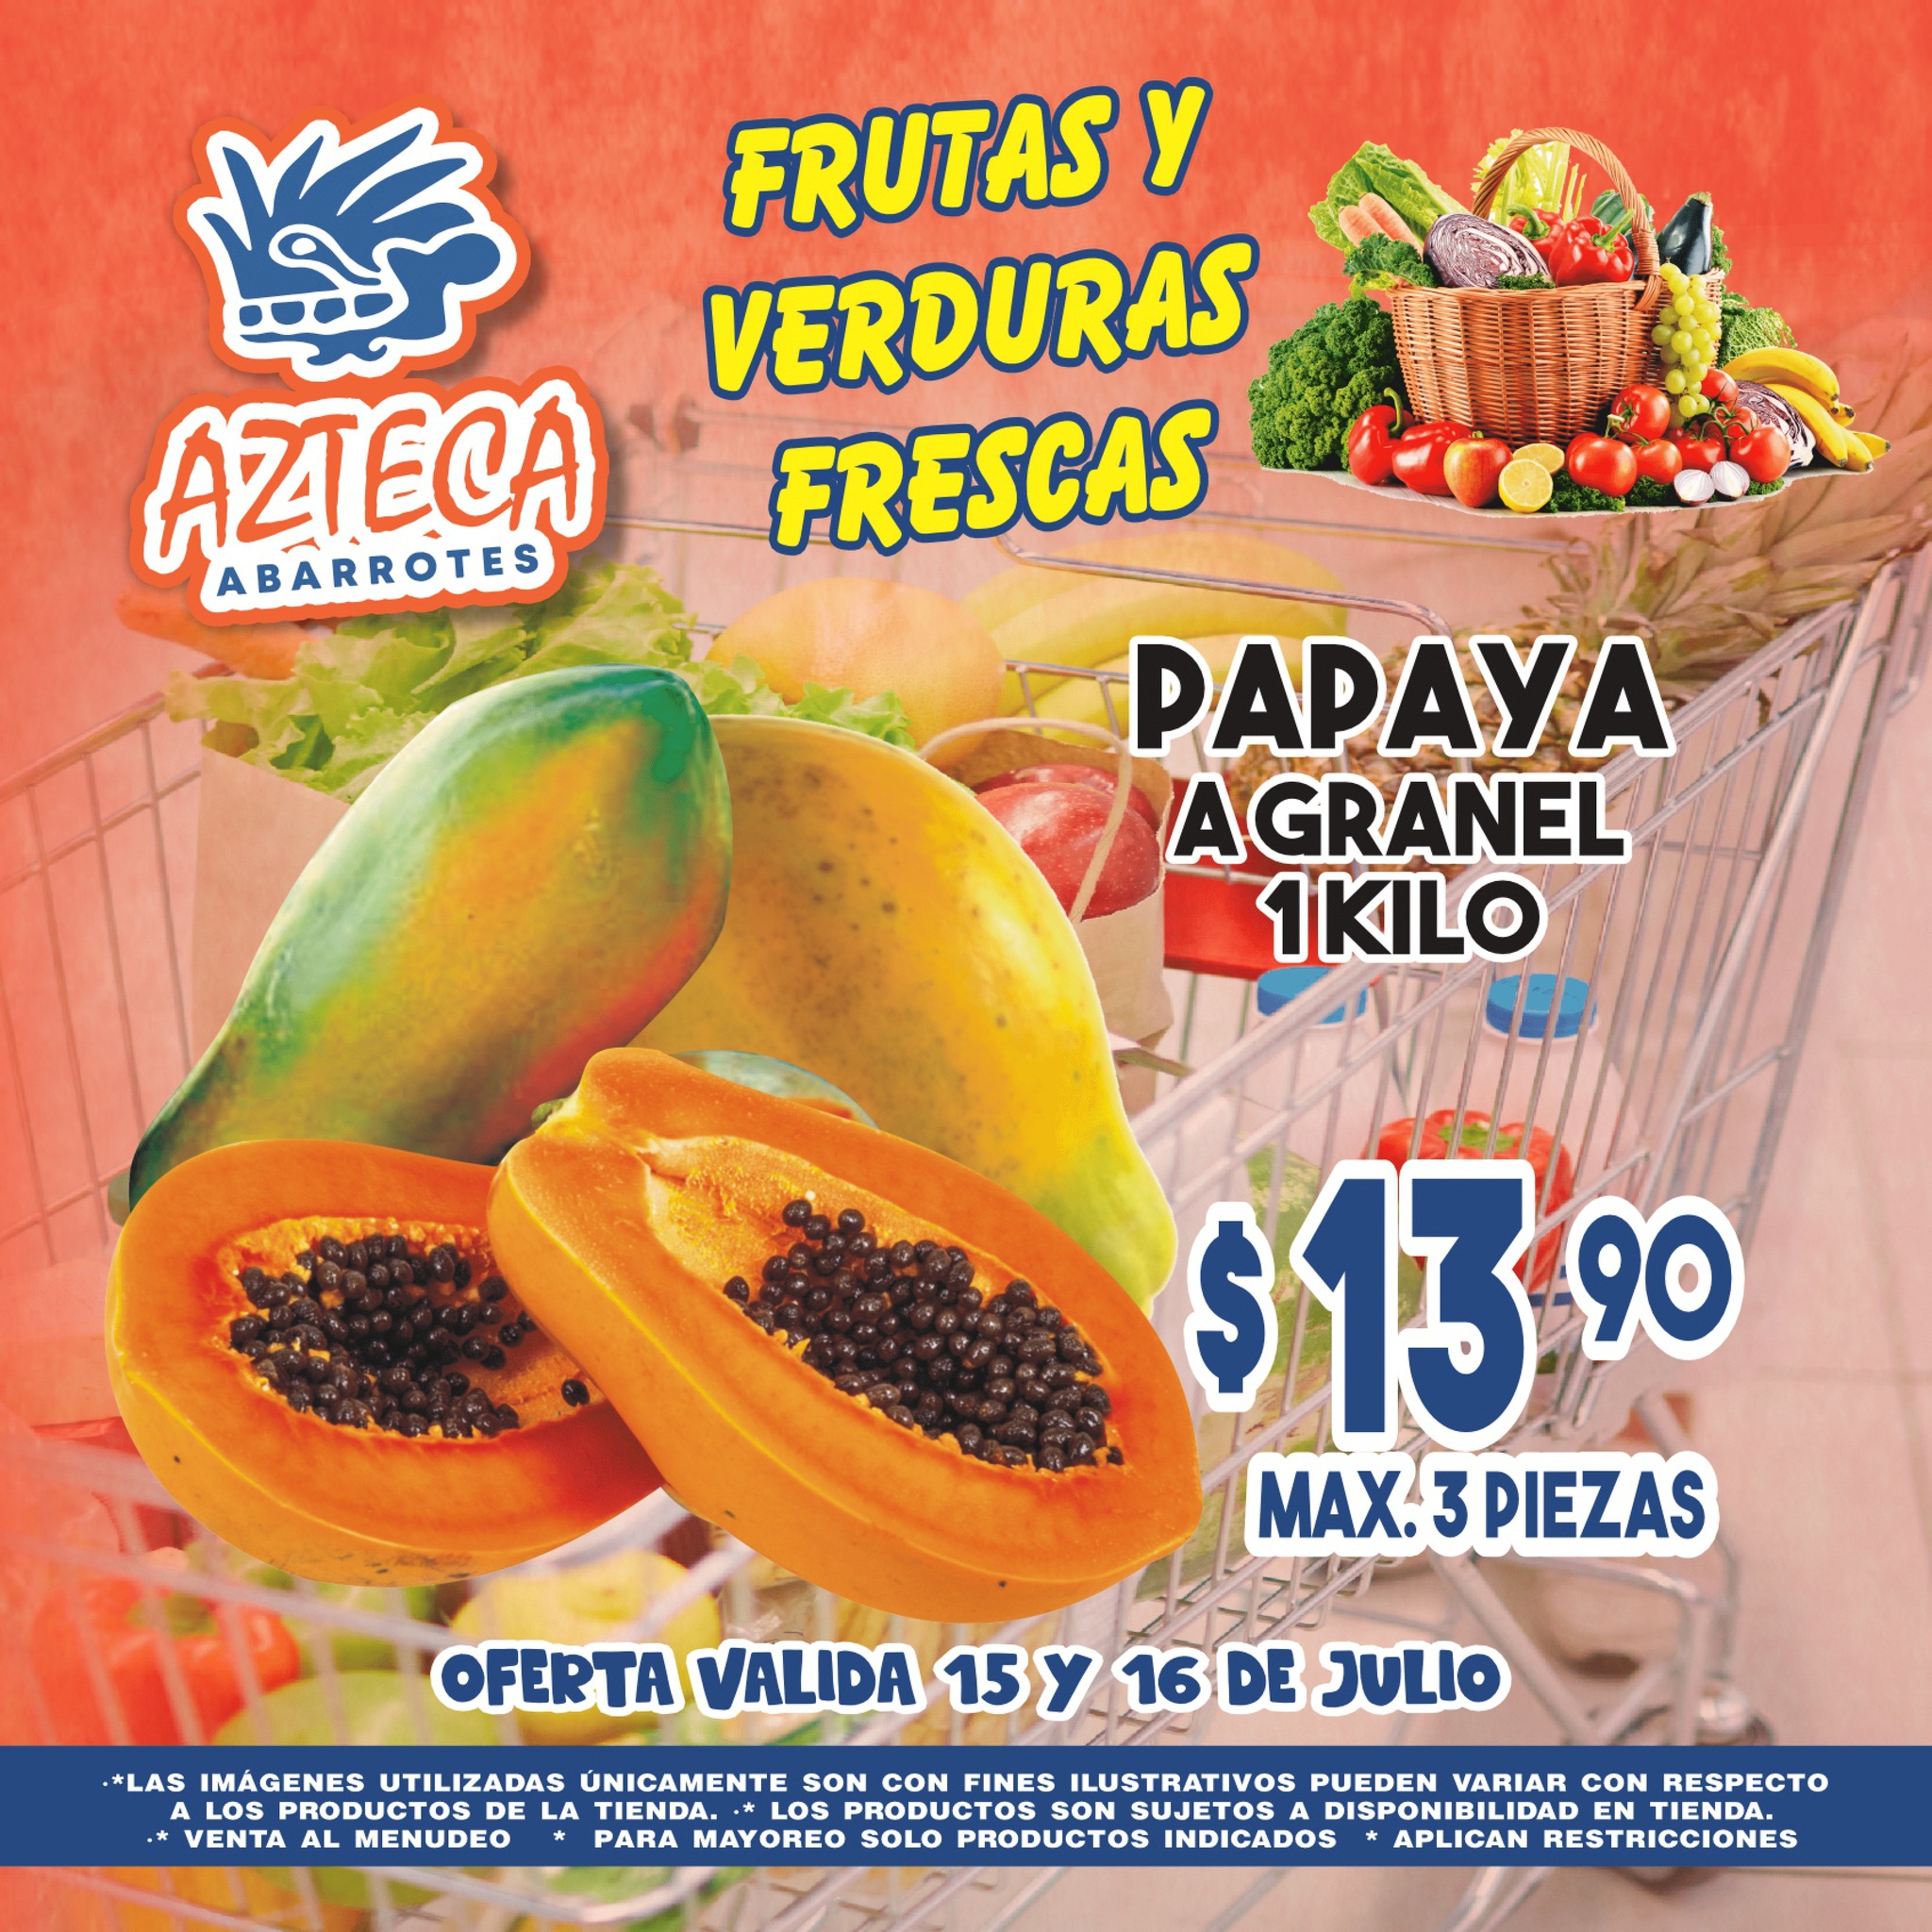 AZTECA
ABARROTES
FRUTAS Y
VERDURAS
FRESCAS
PAPAYA
A GRANEL
1 KILO
$13 90
MAX. 3 PIEZAS
OFERTA VALIDA 15 Y 16 DE JULIO
·*LAS IMÁGENES UTILIZADAS ÚNICAMENTE SON CON FINES ILUSTRATIVOS PUEDEN VARIAR CON RESPECTO
A LOS PRODUCTOS DE LA TIENDA. ·* LOS PRODUCTOS SON SUJETOS A DISPONIBILIDAD EN TIENDA.
·* VENTA AL MENUDEO * PARA MAYOREO SOLO PRODUCTOS INDICADOS * APLICAN RESTRICCIONES